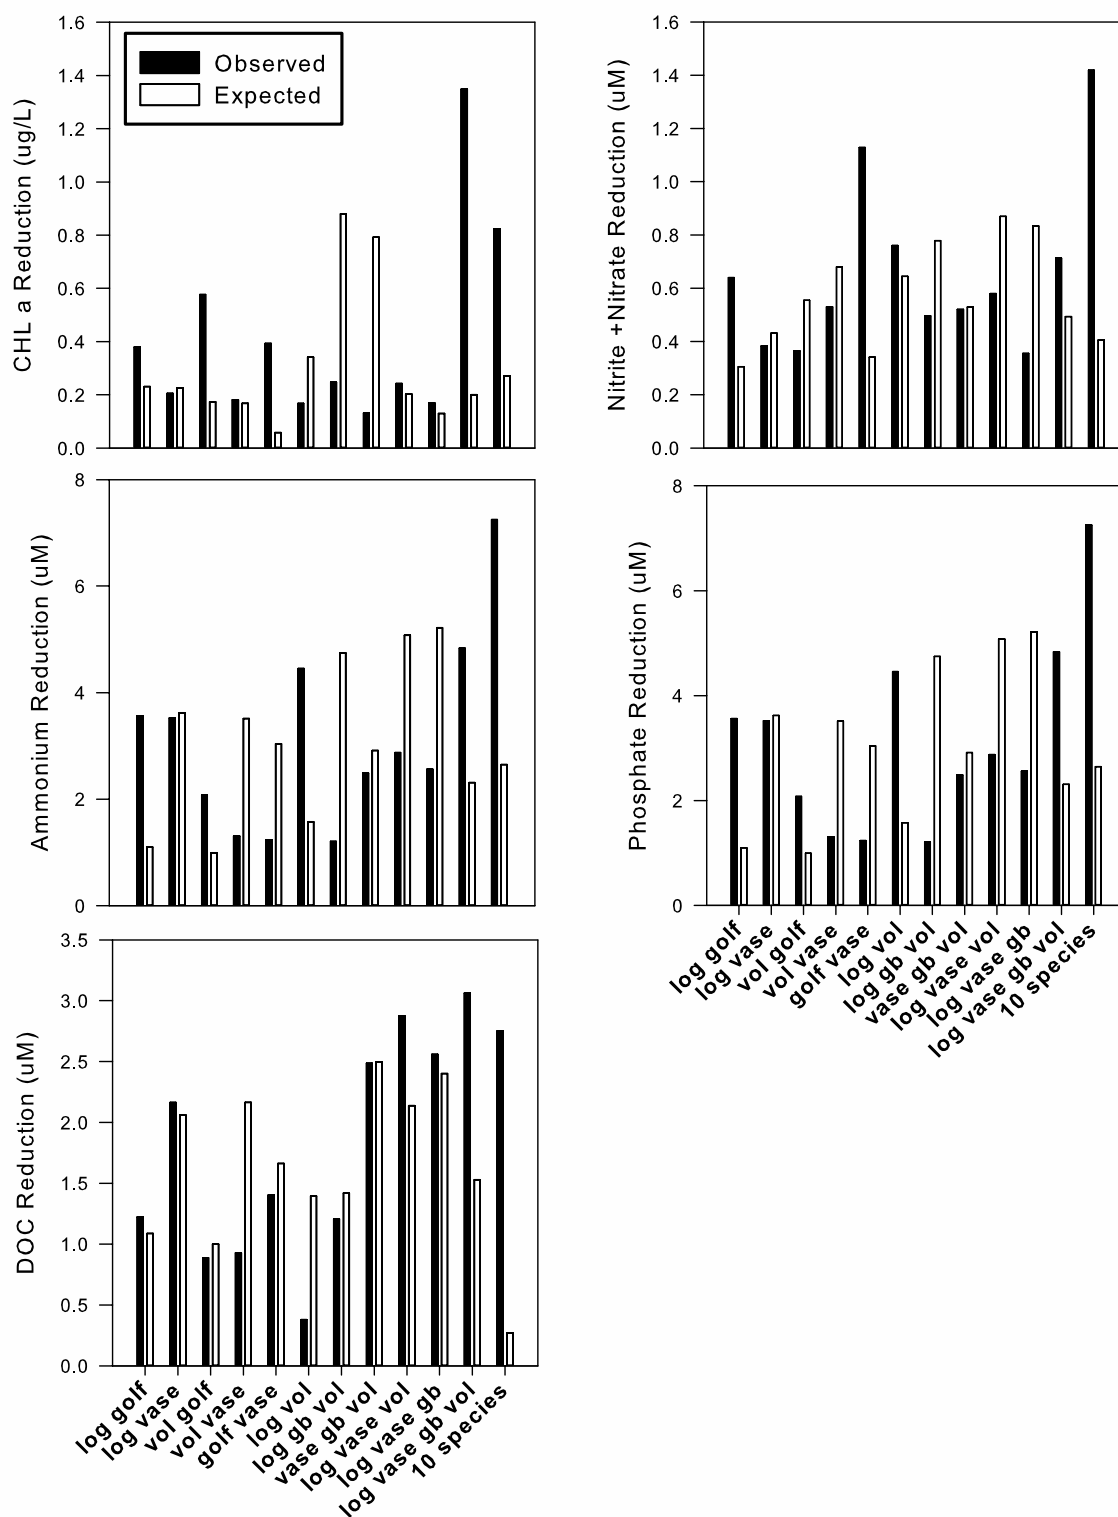 CHL a Reduction (ug/L)
1.6
1.4
1.2
1.0
0.8
0.6
0.4
0.2
0.0
Observed
Expected
Nitrite +Nitrate Reduction (uM)
1.6
1.4
1.2
1.0
0.8
0.6
0.4
0.2
0.0
Ammonium Reduction (uM)
8
6
4
2
0
Phosphate Reduction (uM)
8
6
4
2
0
log golf
log vase
vol golf
vol vase
golf vase
log vol
log gb vol
vase gb vol
log vase vol
log vase gb
log vase gb vol
10 species
DOC Reduction (uM)
3.5
3.0
2.5
2.0
1.5
1.0
0.5
0.0
log golf
log vase
vol golf
vol vase
golf vase
log vol
log gb vol
vase gb vol
log vase vol
log vase gb
log vase gb vol
10 species